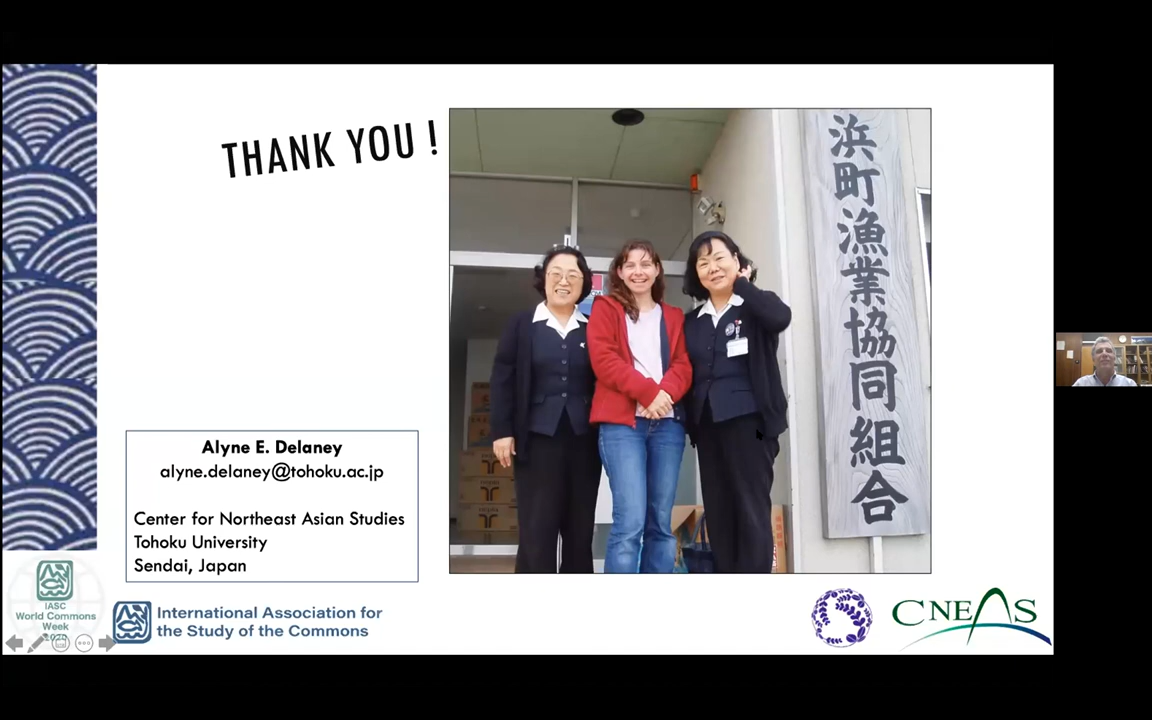 THANK YOU !
浜町漁業協同組合
Alyne E. Delaney
alyne.delaney@tohoku.ac.jp
Center for Northeast Asian Studies
Tohoku University
Sendai, Japan
IASC
World Commons
Week
International Association for
the Study of the Commons
CNEAS